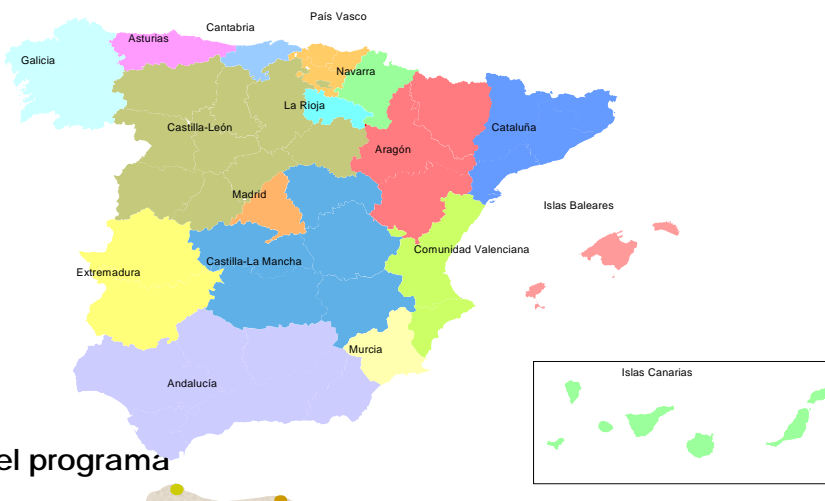 País Vasco
Cantabria
Asturias
Galicia
Navarra
La Rioja
Castilla-León
Cataluña
Aragón
Madrid
Islas Baleares
Comunidad Valenciana
Castilla-La Mancha
Extremadura
Murcia
Islas Canarias
Andalucía
el programa